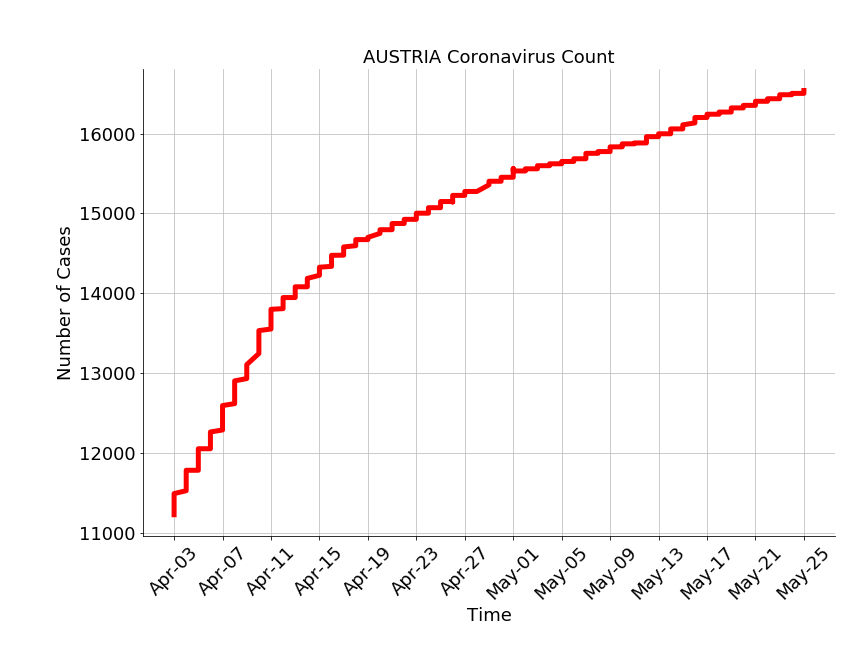 AUSTRIA Coronavirus Count
Number of Cases
16000
15000
14000
13000
12000
11000
Apr-03
Apr-07
Apr-11
Apr-15
Apr-19
Apr-23
Apr-27
May-01
May-05
May-09
May-13
May-17
May-21
May-25
Time